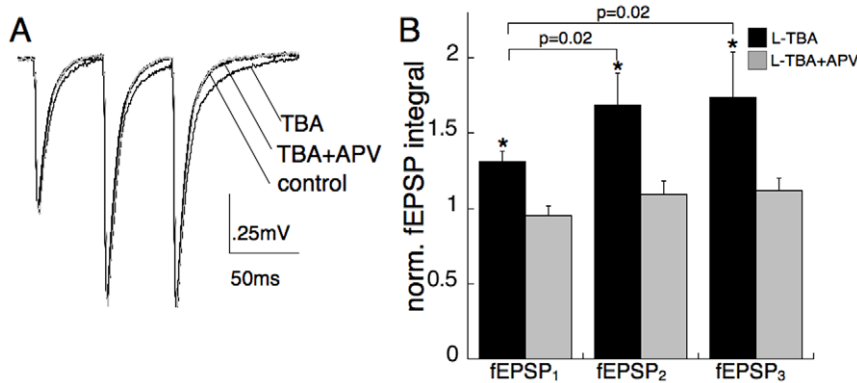 A
TBA
TBA+APV
control
.25mV
50ms
B
p=0.02
p=0.02
L-TBA
L-TBA+APV
*
*
*
norm. fEPSP integral
2
1.5
1
0.5
0
fEPSP₁
fEPSP₂
fEPSP₃